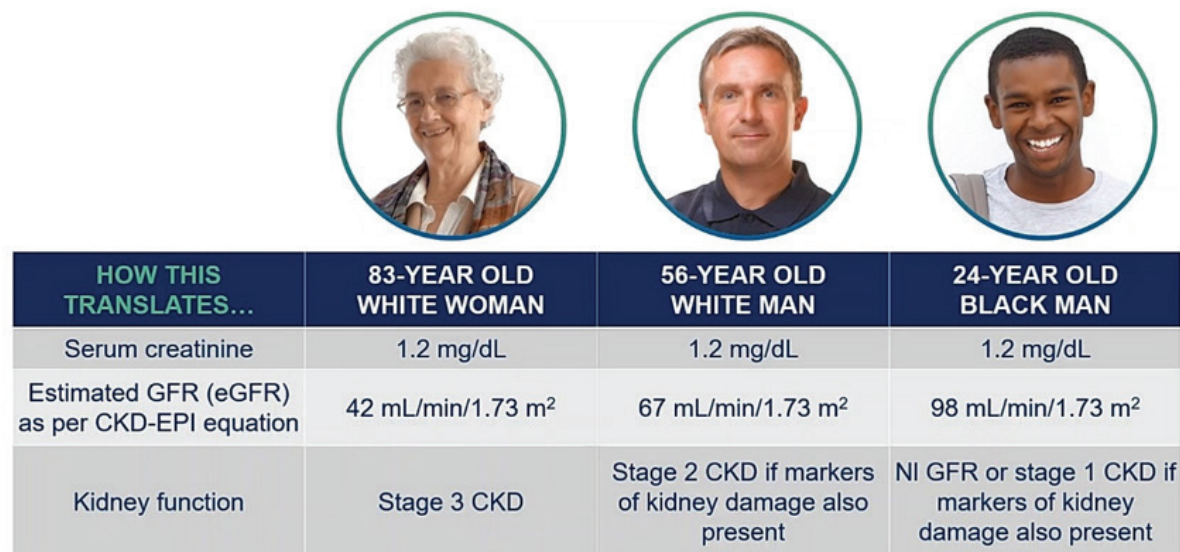 HOW THIS
TRANSLATES...
83-YEAR OLD
WHITE WOMAN
56-YEAR OLD
WHITE MAN
24-YEAR OLD
BLACK MAN
Serum creatinine
1.2 mg/dL
1.2 mg/dL
1.2 mg/dL
Estimated GFR (eGFR)
as per CKD-EPI equation
42 mL/min/1.73 m²
67 mL/min/1.73 m²
98 mL/min/1.73 m²
Kidney function
Stage 3 CKD
Stage 2 CKD if markers
of kidney damage also
present
NI GFR or stage 1 CKD if
markers of kidney
damage also present